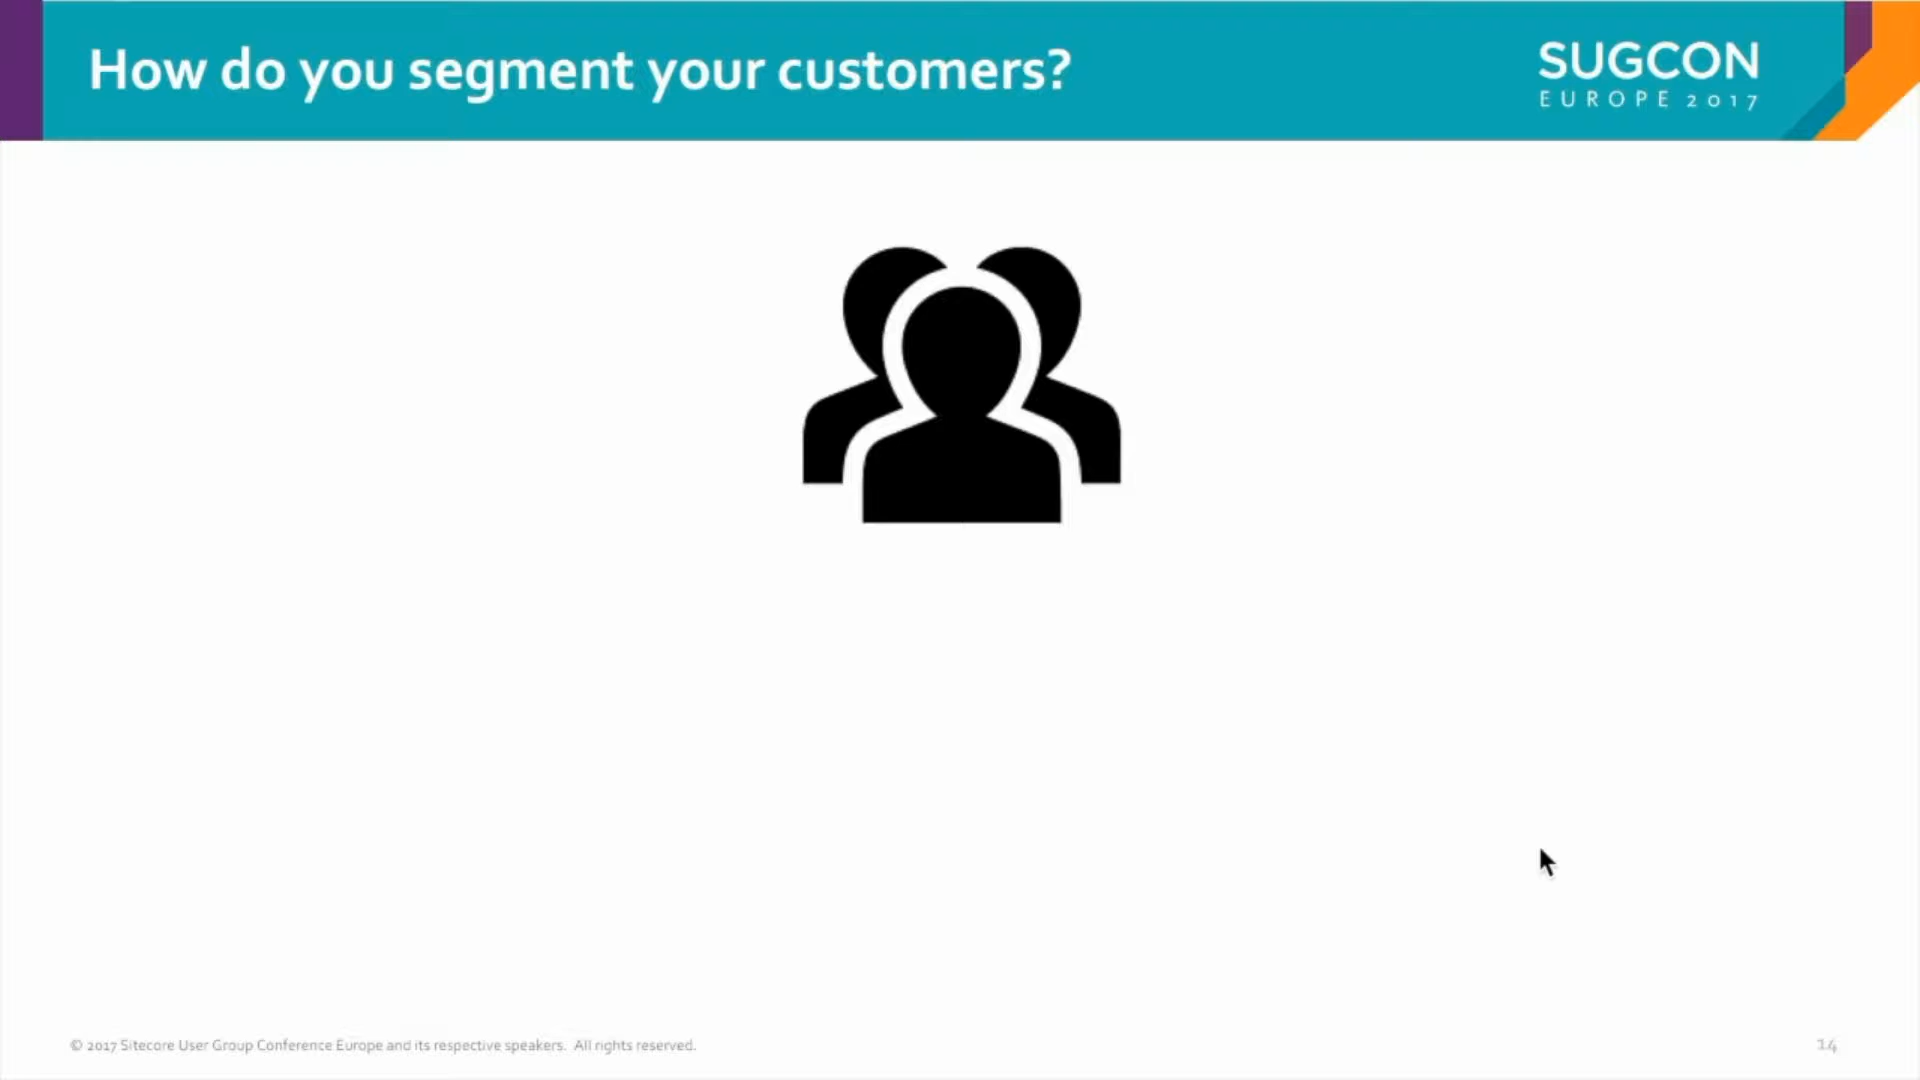 How do you segment your customers?
SUGCON
EUROPE 2017
© 2017 Sitecore User Group Conference Europe and its respective speakers. All rights reserved.
14